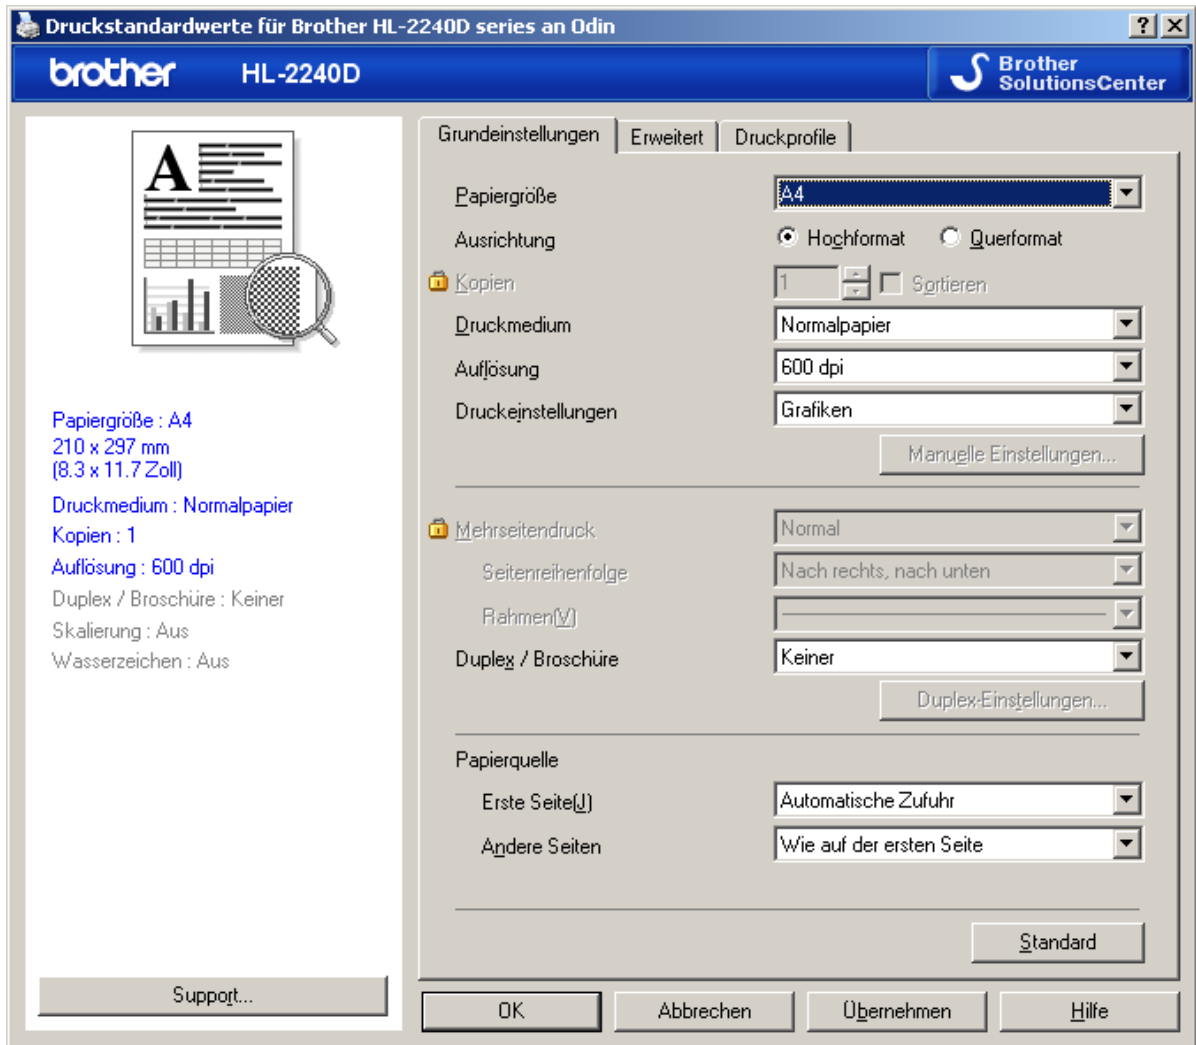 Druckstandardwerte für Brother HL-2240D series an Odin
brother HL-2240D
Brother
SolutionsCenter
Grundeinstellungen Erweitert Druckprofile
A
Papiergröße A4
Ausrichtung Hochformat Querformat
Kopien 1 Sortieren
Druckmedium Normalpapier
Auflösung 600 dpi
Druckeinstellungen Grafiken
Manuelle Einstellungen...
Mehrseitendruck Normal
Seitenreihenfolge Nach rechts, nach unten
Rahmen(V)
Duplex / Broschüre Keiner
Duplex-Einstellungen...
Papierquelle
Erste Seite(J) Automatische Zufuhr
Andere Seiten Wie auf der ersten Seite
Standard
Papiergröße : A4
210 x 297 mm
(8.3 x 11.7 Zoll)
Druckmedium : Normalpapier
Kopien : 1
Auflösung : 600 dpi
Duplex / Broschüre : Keiner
Skalierung : Aus
Wasserzeichen : Aus
Support...
OK Abbrechen Übernehmen Hilfe